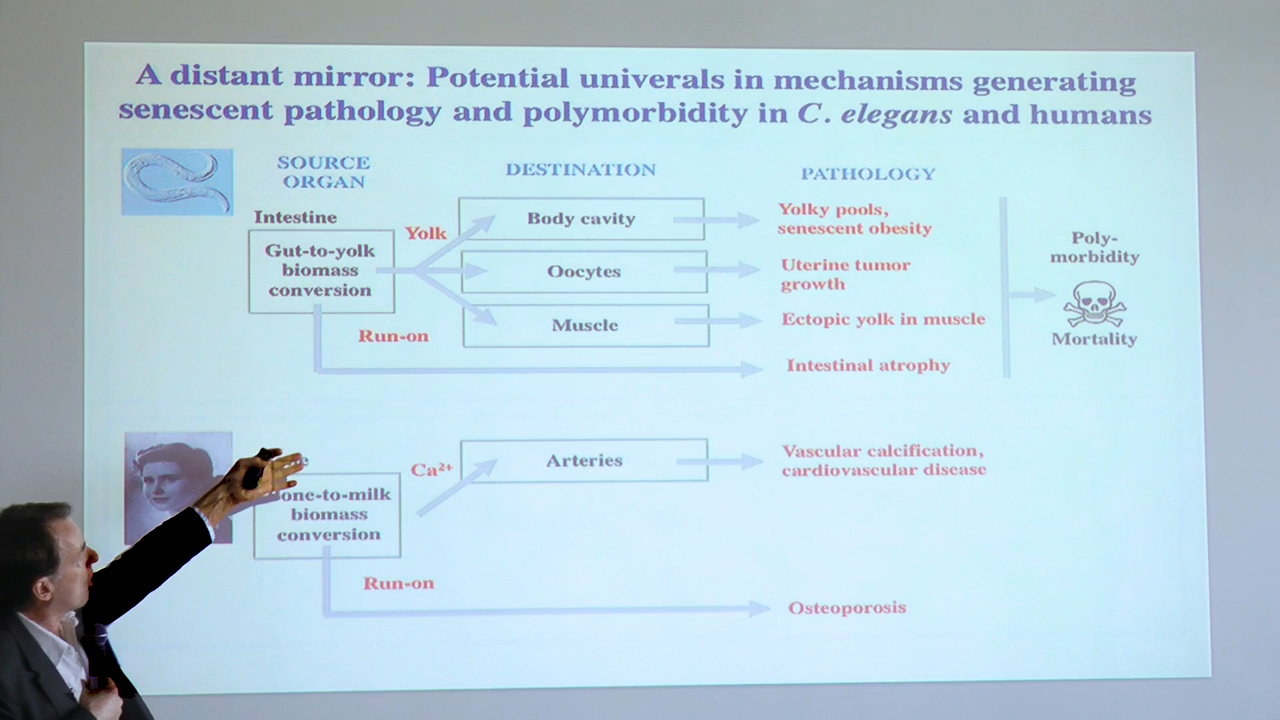 A distant mirror: Potential univerals in mechanisms generating
senescent pathology and polymorbidity in C. elegans and humans
SOURCE
ORGAN
DESTINATION
PATHOLOGY
Intestine
Gut-to-yolk
biomass
conversion
Yolk
Run-on
Body cavity
Oocytes
Muscle
Yolky pools,
senescent obesity
Uterine tumor
growth
Ectopic yolk in muscle
Intestinal atrophy
Poly-
morbidity
Mortality
one-to-milk
biomass
conversion
Ca²⁺
Run-on
Arteries
Vascular calcification,
cardiovascular disease
Osteoporosis